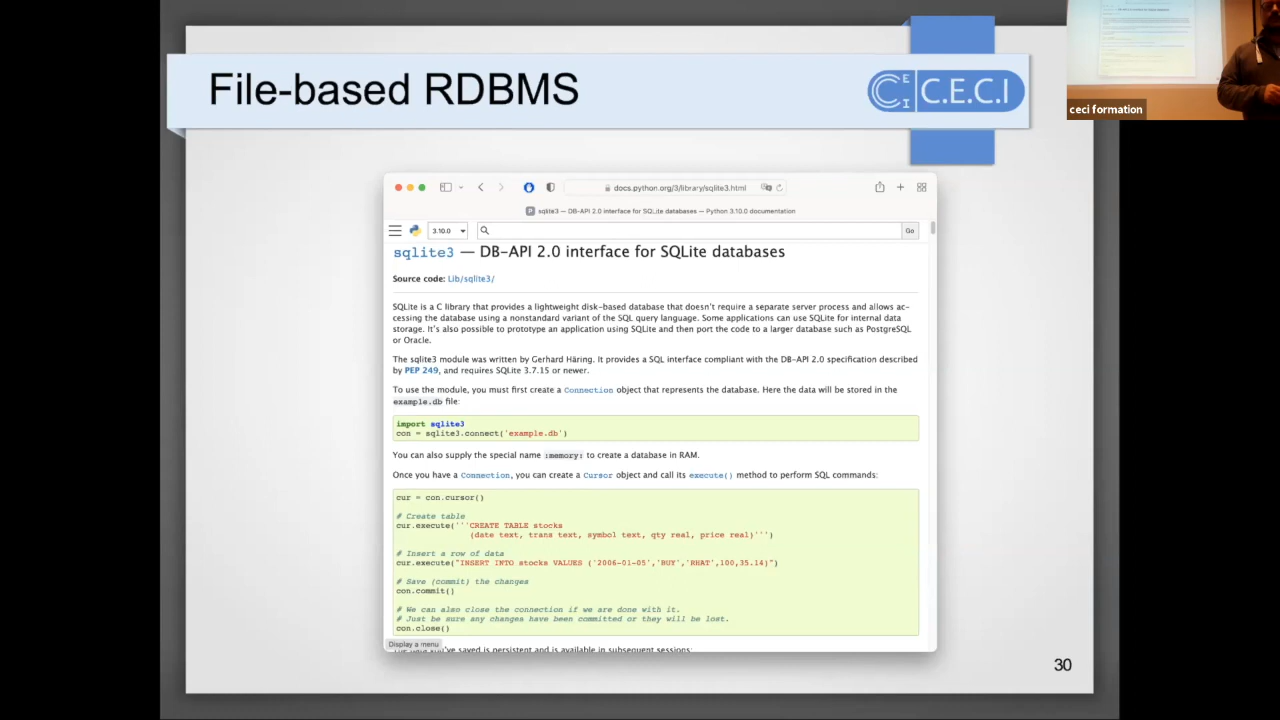 File-based RDBMS
C E C I
C.E.C.I
ceci formation
docs.python.org/3/library/sqlite3.html
sqlite3 — DB-API 2.0 interface for SQLite databases — Python 3.10.0 documentation
3.10.0
Go
sqlite3 — DB-API 2.0 interface for SQLite databases
Source code: Lib/sqlite3/
SQLite is a C library that provides a lightweight disk-based database that doesn't require a separate server process and allows ac-
cessing the database using a nonstandard variant of the SQL query language. Some applications can use SQLite for internal data
storage. It's also possible to prototype an application using SQLite and then port the code to a larger database such as PostgreSQL
or Oracle.
The sqlite3 module was written by Gerhard Häring. It provides a SQL interface compliant with the DB-API 2.0 specification described
by PEP 249, and requires SQLite 3.7.15 or newer.
To use the module, you must first create a Connection object that represents the database. Here the data will be stored in the
example.db file:
import sqlite3
con = sqlite3.connect('example.db')
You can also supply the special name :memory: to create a database in RAM.
Once you have a Connection, you can create a Cursor object and call its execute() method to perform SQL commands:
cur = con.cursor()
# Create table
cur.execute('''CREATE TABLE stocks
(date text, trans text, symbol text, qty real, price real)''')
# Insert a row of data
cur.execute("INSERT INTO stocks VALUES ('2006-01-05','BUY','RHAT',100,35.14)")
# Save (commit) the changes
con.commit()
# We can also close the connection if we are done with it.
# Just be sure any changes have been committed or they will be lost.
con.close()
Display a menu
The data you've saved is persistent and is available in subsequent sessions:
30